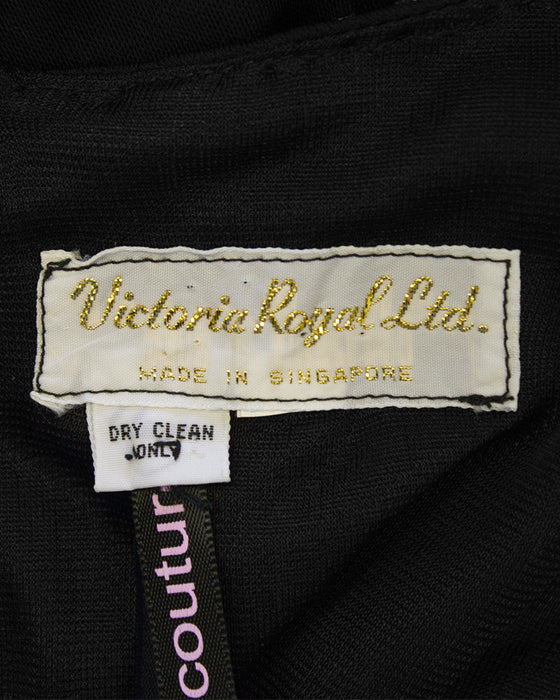 Victoria Royal Ltd.
MADE IN SINGAPORE
DRY CLEAN
ONLY
coutur